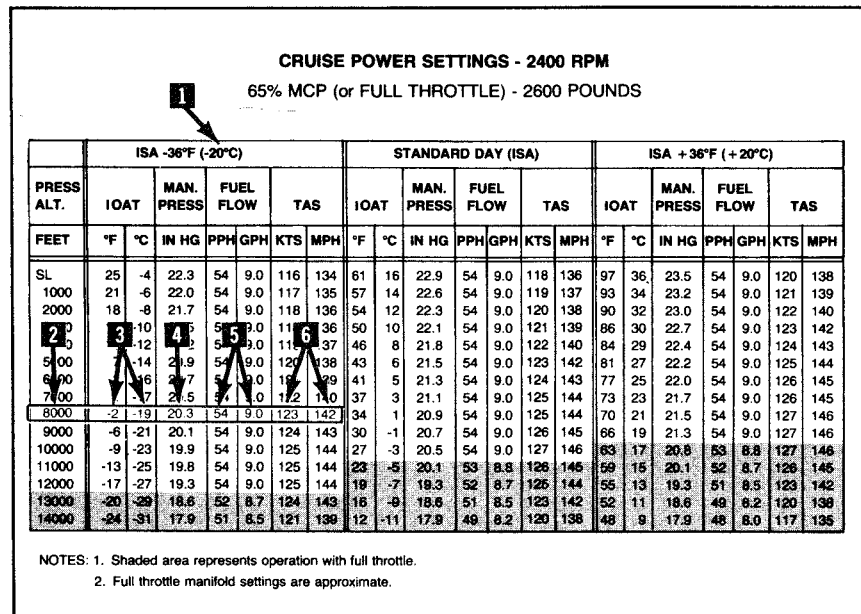 CRUISE POWER SETTINGS - 2400 RPM
65% MCP (or FULL THROTTLE) - 2600 POUNDS
1
ISA -36°F (-20°C) STANDARD DAY (ISA) ISA +36°F (+20°C)
PRESS ALT. IOAT MAN. PRESS FUEL FLOW TAS IOAT MAN. PRESS FUEL FLOW TAS IOAT MAN. PRESS FUEL FLOW TAS
FEET °F °C IN HG PPH GPH KTS MPH °F °C IN HG PPH GPH KTS MPH °F °C IN HG PPH GPH KTS MPH
SL 25 -4 22.3 54 9.0 116 134 61 16 22.9 54 9.0 118 136 97 36 23.5 54 9.0 120 138
1000 21 -6 22.0 54 9.0 117 135 57 14 22.6 54 9.0 119 137 93 34 23.2 54 9.0 121 139
2000 18 -8 21.7 54 9.0 118 136 54 12 22.3 54 9.0 120 138 90 32 23.0 54 9.0 122 140
50 10 22.1 54 9.0 121 139 86 30 22.7 54 9.0 123 142
2 3 4 5 6
46 8 21.8 54 9.0 122 140 84 29 22.4 54 9.0 124 143
43 6 21.5 54 9.0 123 142 81 27 22.2 54 9.0 125 144
41 5 21.3 54 9.0 124 143 77 25 22.0 54 9.0 126 145
37 3 21.1 54 9.0 125 144 73 23 21.7 54 9.0 126 145
8000 -2 -19 20.3 54 9.0 123 142 34 1 20.9 54 9.0 125 144 70 21 21.5 54 9.0 127 146
9000 -6 -21 20.1 54 9.0 124 143 30 -1 20.7 54 9.0 126 145 66 19 21.3 54 9.0 127 146
10000 -9 -23 19.9 54 9.0 125 144 27 -3 20.5 54 9.0 127 146 63 17 20.8 53 8.8 127 146
11000 -13 -25 19.8 54 9.0 125 144 23 -5 20.1 53 8.8 126 145 59 15 20.1 52 8.7 126 145
12000 -17 -27 19.3 54 9.0 125 144 19 -7 19.3 52 8.7 125 144 55 13 19.3 51 8.5 123 142
13000 -20 -29 18.6 52 8.7 124 143 16 -9 18.6 51 8.5 123 142 52 11 18.6 49 8.2 120 138
14000 -24 -31 17.9 51 8.5 121 139 12 -11 17.9 49 8.2 120 138 48 9 17.9 48 8.0 117 135
NOTES: 1. Shaded area represents operation with full throttle.
2. Full throttle manifold settings are approximate.